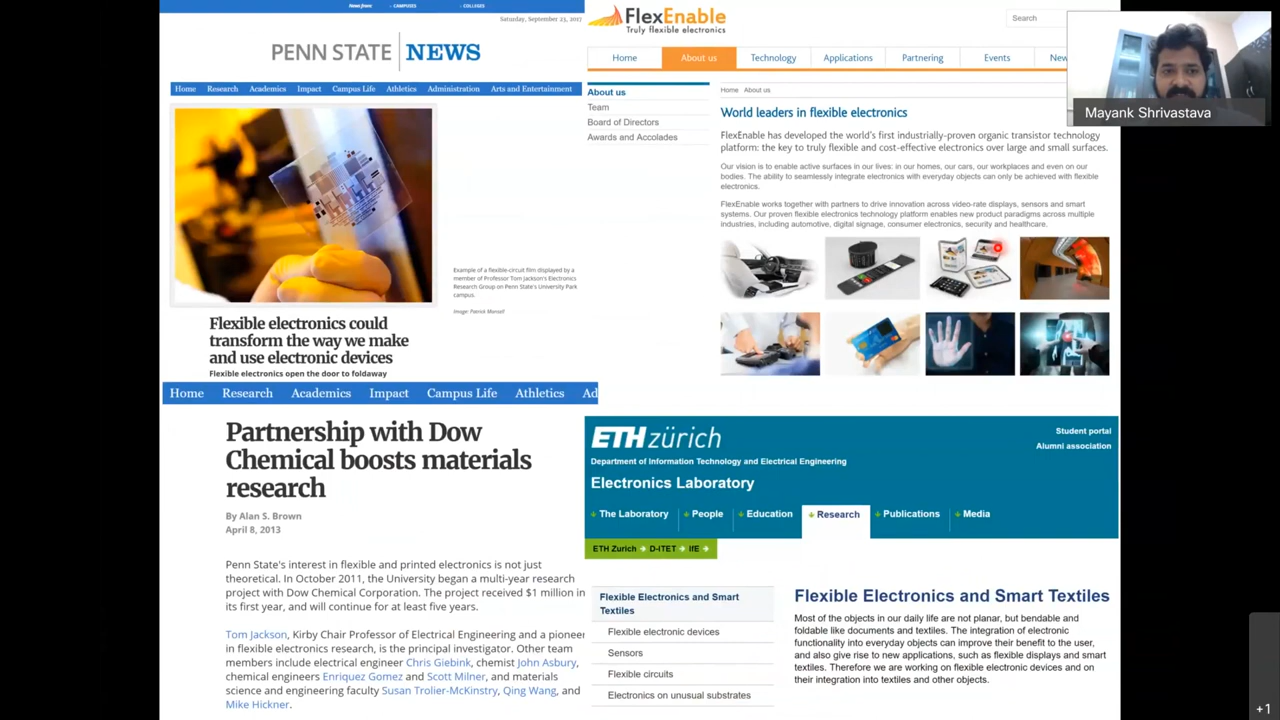 News from:
CAMPUSES
COLLEGES
Saturday, September 23, 2017
PENN STATE NEWS
Home Research Academics Impact Campus Life Athletics Administration Arts and Entertainment
Example of a flexible-circuit film displayed by a
member of Professor Tom Jackson's Electronics
Research Group on Penn State's University Park
campus.
Image: Patrick Mansell
Flexible electronics could
transform the way we make
and use electronic devices
Flexible electronics open the door to foldaway
Home Research Academics Impact Campus Life Athletics Ad
Partnership with Dow
Chemical boosts materials
research
By Alan S. Brown
April 8, 2013
Penn State's interest in flexible and printed electronics is not just
theoretical. In October 2011, the University began a multi-year research
project with Dow Chemical Corporation. The project received $1 million in
its first year, and will continue for at least five years.
Tom Jackson, Kirby Chair Professor of Electrical Engineering and a pioneer
in flexible electronics research, is the principal investigator. Other team
members include electrical engineer Chris Giebink, chemist John Asbury,
chemical engineers Enriquez Gomez and Scott Milner, and materials
science and engineering faculty Susan Trolier-McKinstry, Qing Wang, and
Mike Hickner.
FlexEnable
Truly flexible electronics
Search
Home About us Technology Applications Partnering Events New
About us
Team
Board of Directors
Awards and Accolades
Home About us
World leaders in flexible electronics
FlexEnable has developed the world's first industrially-proven organic transistor technology
platform: the key to truly flexible and cost-effective electronics over large and small surfaces.
Our vision is to enable active surfaces in our lives: in our homes, our cars, our workplaces and even on our
bodies. The ability to seamlessly integrate electronics with everyday objects can only be achieved with flexible
electronics.
FlexEnable works together with partners to drive innovation across video-rate displays, sensors and smart
systems. Our proven flexible electronics technology platform enables new product paradigms across multiple
industries, including automotive, digital signage, consumer electronics, security and healthcare.
Mayank Shrivastava
ETH zürich
Student portal
Alumni association
Department of Information Technology and Electrical Engineering
Electronics Laboratory
The Laboratory People Education Research Publications Media
ETH Zurich D-ITET IfE
Flexible Electronics and Smart
Textiles
Flexible electronic devices
Sensors
Flexible circuits
Electronics on unusual substrates
Flexible Electronics and Smart Textiles
Most of the objects in our daily life are not planar, but bendable and
foldable like documents and textiles. The integration of electronic
functionality into everyday objects can improve their benefit to the user,
and also give rise to new applications, such as flexible displays and smart
textiles. Therefore we are working on flexible electronic devices and on
their integration into textiles and other objects.
+1